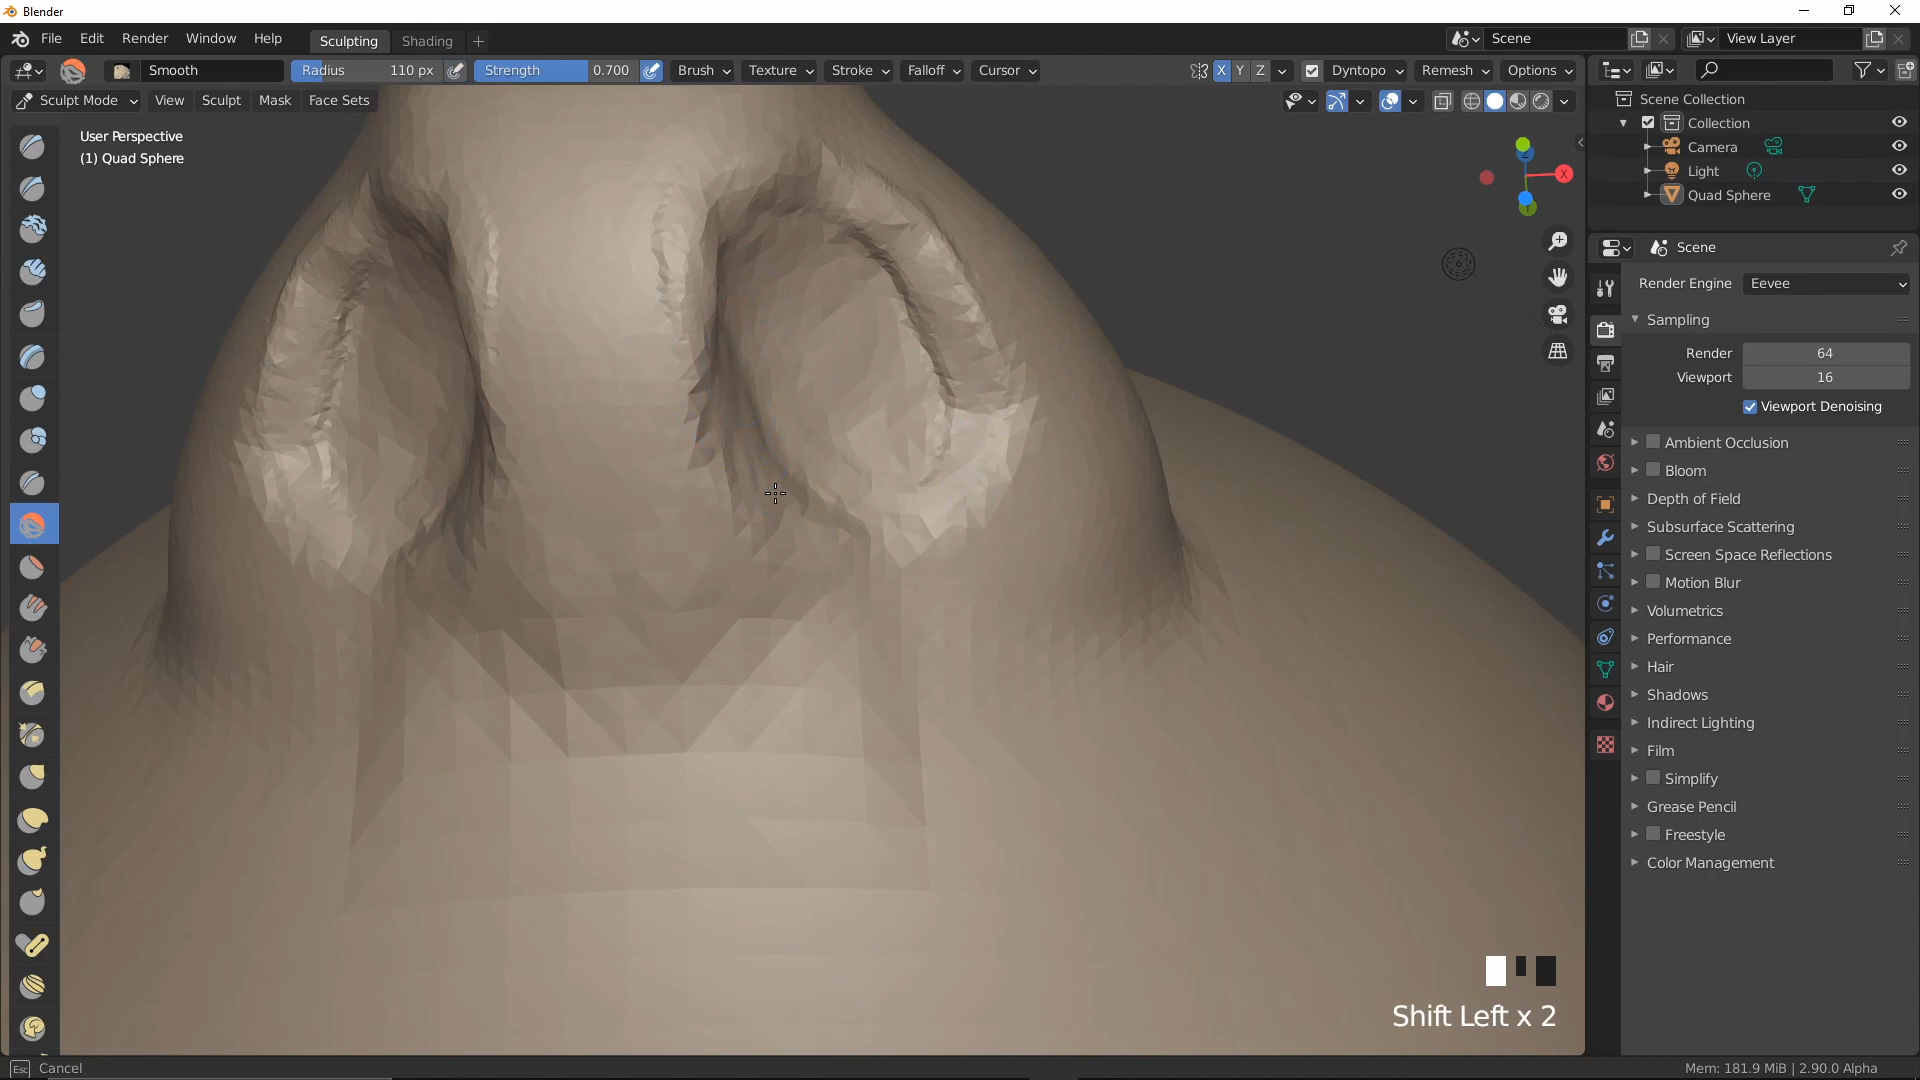 Blender
File Edit Render Window Help Sculpting Shading Scene View Layer
Smooth Radius 110 px Strength 0.700 Brush Texture Stroke Falloff Cursor X Y Z Dyntopo Remesh Options
Sculpt Mode View Sculpt Mask Face Sets
User Perspective
(1) Quad Sphere
X
Scene Collection
Collection
Camera
Light
Quad Sphere
Scene
Render Engine Eevee
Sampling
Render 64
Viewport 16
Viewport Denoising
Ambient Occlusion
Bloom
Depth of Field
Subsurface Scattering
Screen Space Reflections
Motion Blur
Volumetrics
Performance
Hair
Shadows
Indirect Lighting
Film
Simplify
Grease Pencil
Freestyle
Color Management
Shift Left x 2
Esc Cancel
Mem: 181.9 MiB | 2.90.0 Alpha